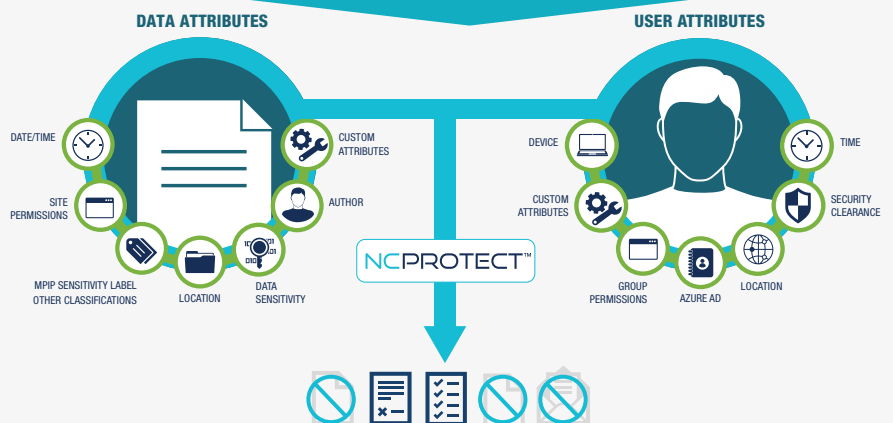 DATA ATTRIBUTES
USER ATTRIBUTES
DATE/TIME
SITE
PERMISSIONS
MPIP SENSITIVITY LABEL
OTHER CLASSIFICATIONS
LOCATION
DATA
SENSITIVITY
AUTHOR
CUSTOM
ATTRIBUTES
NCPROTECT™
DEVICE
CUSTOM
ATTRIBUTES
GROUP
PERMISSIONS
AZURE AD
LOCATION
SECURITY
CLEARANCE
TIME